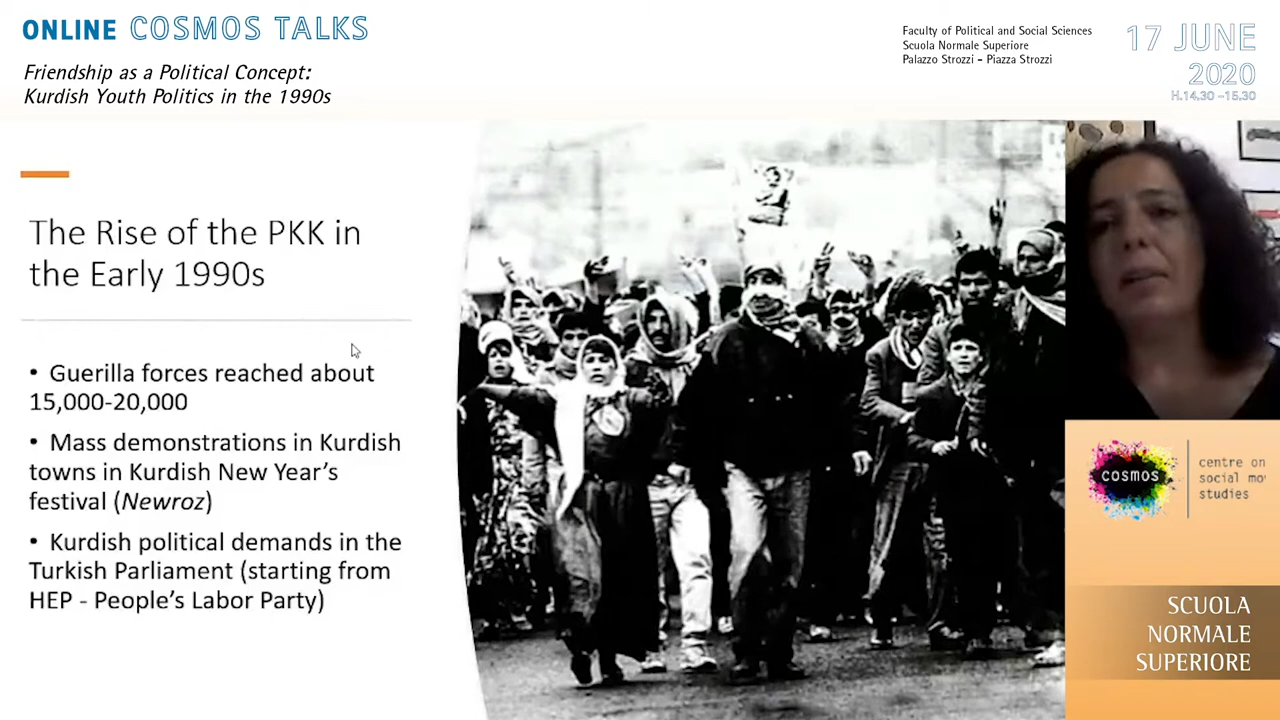 ONLINE COSMOS TALKS
Friendship as a Political Concept:
Kurdish Youth Politics in the 1990s
Faculty of Political and Social Sciences
Scuola Normale Superiore
Palazzo Strozzi - Piazza Strozzi
17 JUNE
2020
H.14.30 -15.30
The Rise of the PKK in
the Early 1990s
• Guerilla forces reached about
15,000-20,000
• Mass demonstrations in Kurdish
towns in Kurdish New Year’s
festival (Newroz)
• Kurdish political demands in the
Turkish Parliament (starting from
HEP - People’s Labor Party)
cosmos
centre on
social mo
studies
SCUOLA
NORMALE
SUPERIORE